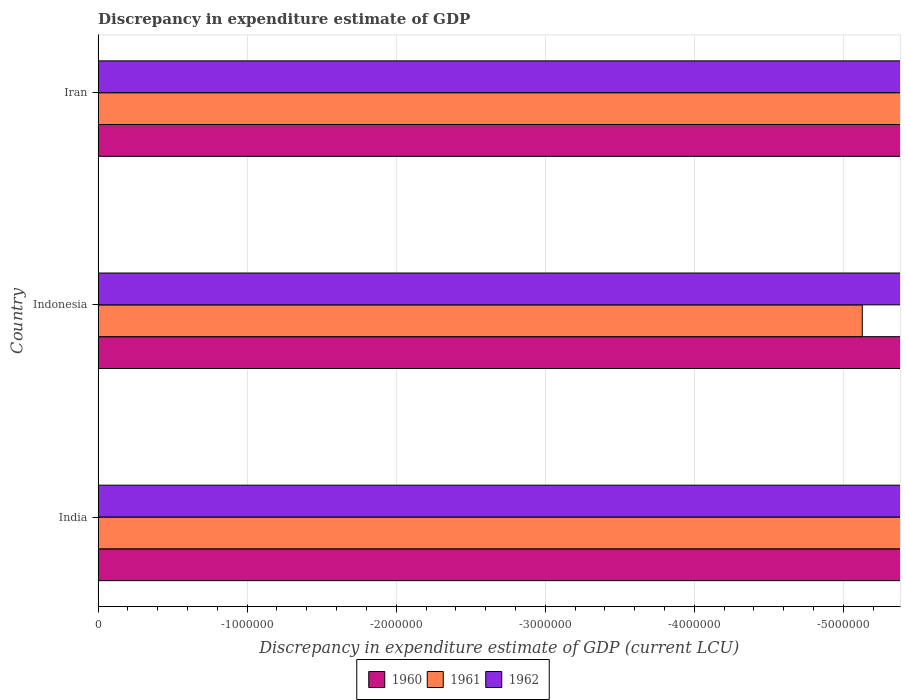 Discrepancy in expenditure estimate of GDP
Iran
Indonesia
India
Country
0
-1000000
-2000000
-3000000
-4000000
-5000000
Discrepancy in expenditure estimate of GDP (current LCU)
1960
1961
1962